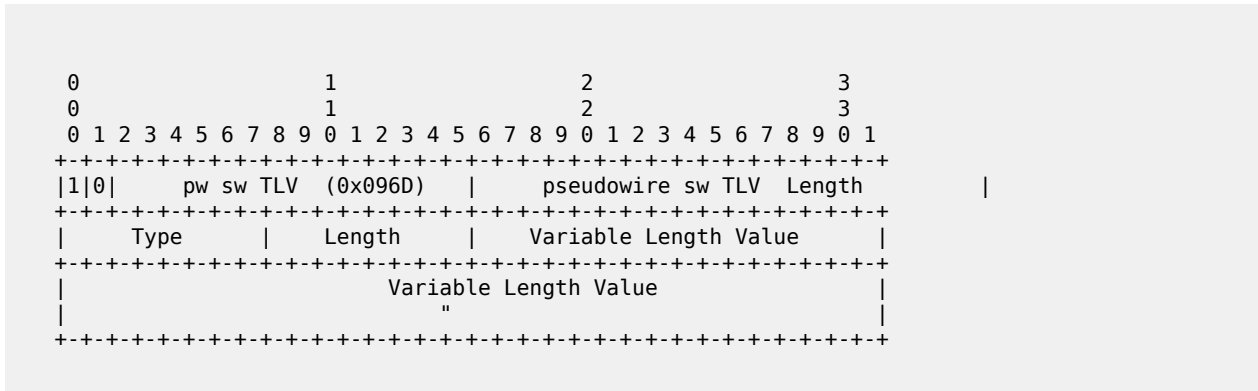 0                   1                   2                   3
 0                   1                   2                   3
 0 1 2 3 4 5 6 7 8 9 0 1 2 3 4 5 6 7 8 9 0 1 2 3 4 5 6 7 8 9 0 1
+-+-+-+-+-+-+-+-+-+-+-+-+-+-+-+-+-+-+-+-+-+-+-+-+-+-+-+-+-+-+-+-+
|1|0|     pw sw TLV  (0x096D)   |     pseudowire sw TLV  Length         |
+-+-+-+-+-+-+-+-+-+-+-+-+-+-+-+-+-+-+-+-+-+-+-+-+-+-+-+-+-+-+-+-+
|     Type      |    Length     |    Variable Length Value      |
+-+-+-+-+-+-+-+-+-+-+-+-+-+-+-+-+-+-+-+-+-+-+-+-+-+-+-+-+-+-+-+-+
|                         Variable Length Value                 |
|                             "                                 |
+-+-+-+-+-+-+-+-+-+-+-+-+-+-+-+-+-+-+-+-+-+-+-+-+-+-+-+-+-+-+-+-+